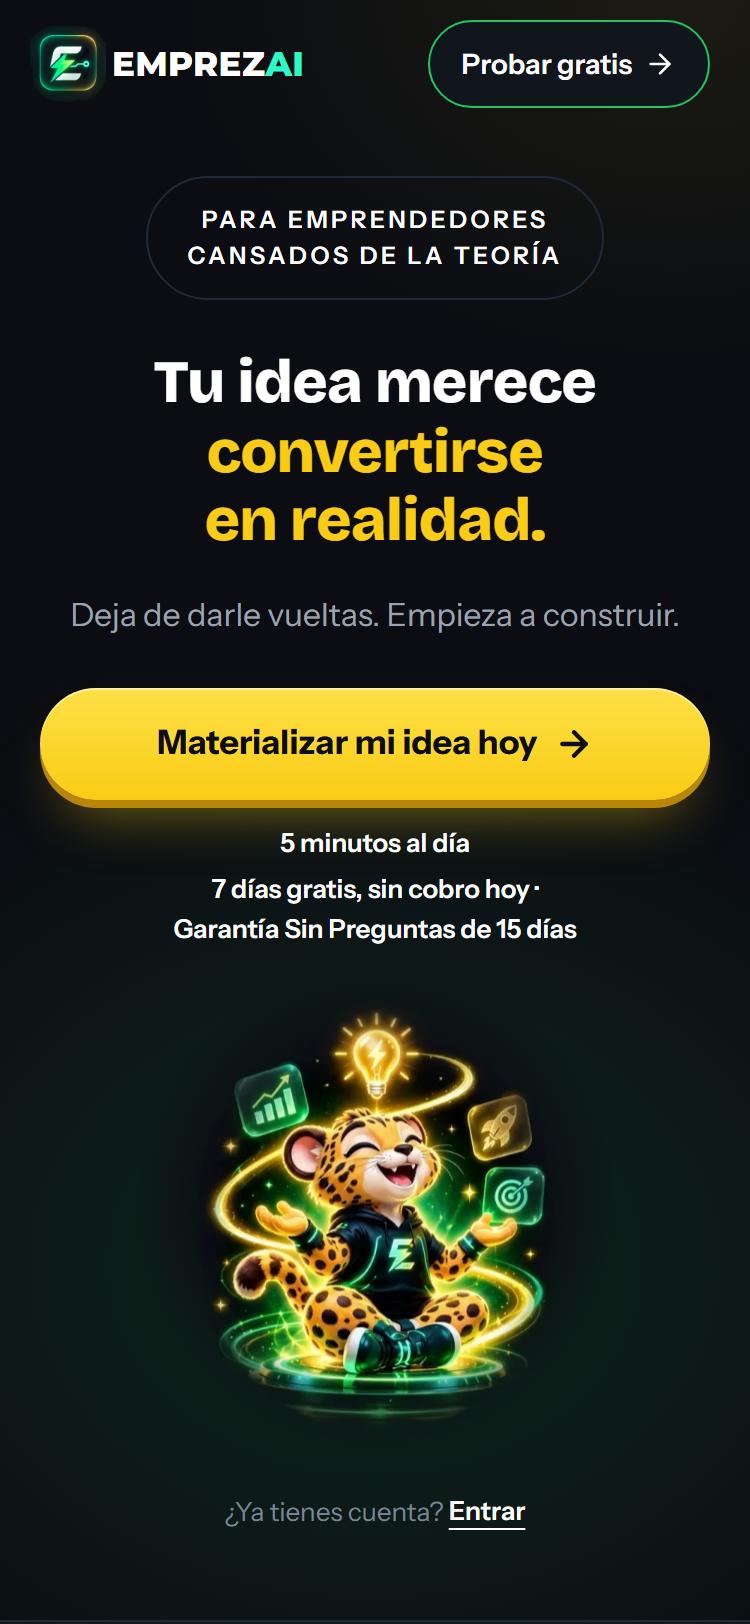 EMPREZAI
Probar gratis →
PARA EMPRENDEDORES
CANSADOS DE LA TEORÍA
Tu idea merece
convertirse
en realidad.
Deja de darle vueltas. Empieza a construir.
Materializar mi idea hoy →
5 minutos al día
7 días gratis, sin cobro hoy ·
Garantía Sin Preguntas de 15 días
¿Ya tienes cuenta? Entrar